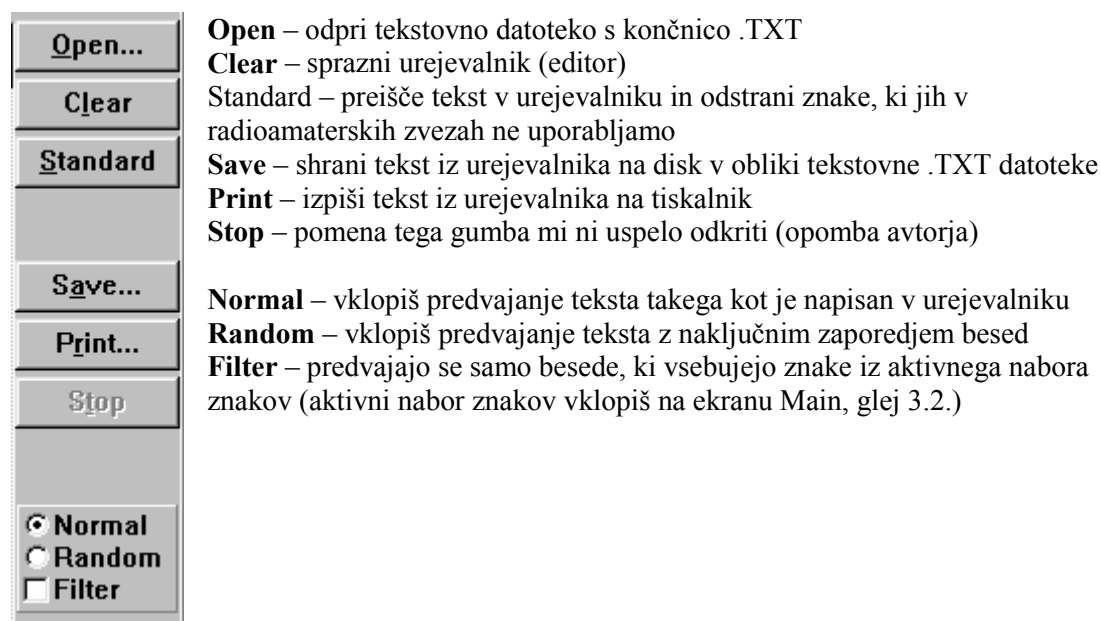 Open...
Clear
Standard
Save...
Print...
Stop
Normal
Random
Filter
Open – odpri tekstovno datoteko s končnico .TXT
Clear – sprazni urejevalnik (editor)
Standard – preišče tekst v urejevalniku in odstrani znake, ki jih v
radioamaterskih zvezah ne uporabljamo
Save – shrani tekst iz urejevalnika na disk v obliki tekstovne .TXT datoteke
Print – izpiši tekst iz urejevalnika na tiskalnik
Stop – pomena tega gumba mi ni uspelo odkriti (opomba avtorja)
Normal – vklopiš predvajanje teksta takega kot je napisan v urejevalniku
Random – vklopiš predvajanje teksta z naključnim zaporedjem besed
Filter – predvajajo se samo besede, ki vsebujejo znake iz aktivnega nabora
znakov (aktivni nabor znakov vklopiš na ekranu Main, glej 3.2.)